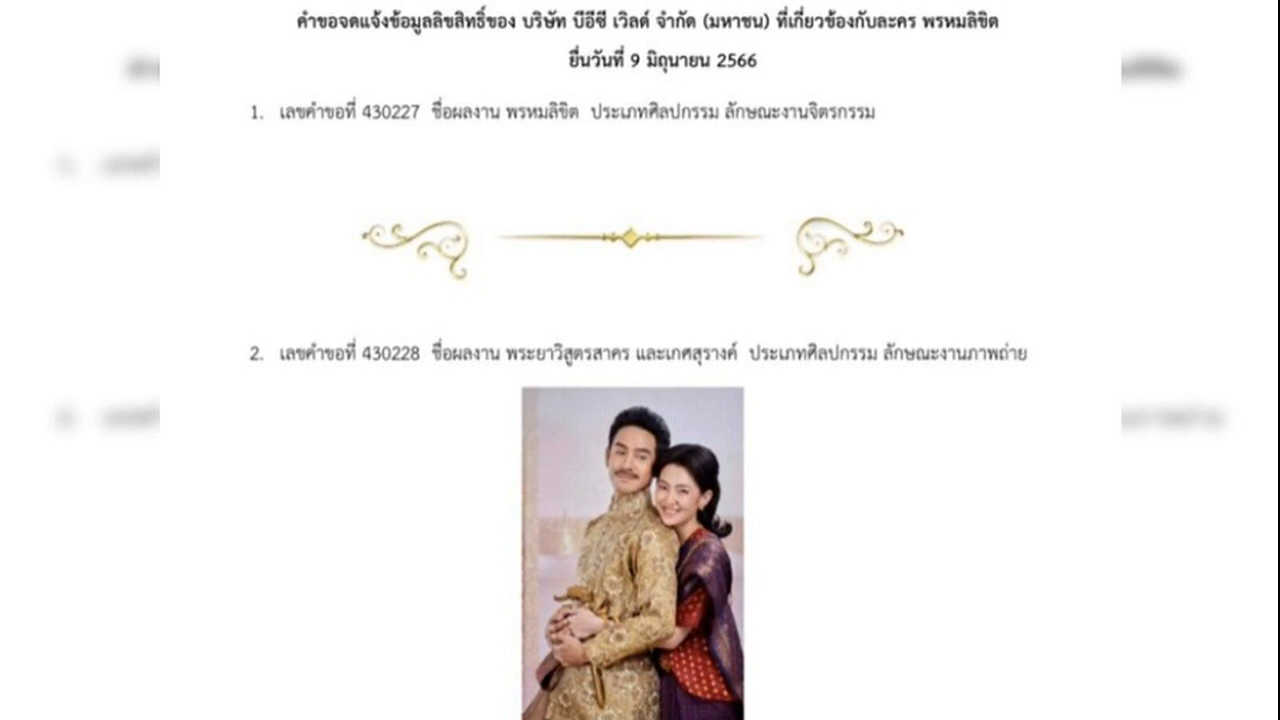 คำขอจดแจ้งข้อมูลลิขสิทธิ์ของ บริษัท บีอีซี เวิลด์ จำกัด (มหาชน) ที่เกี่ยวข้องกับละคร พรหมลิขิต
ยื่นวันที่ 9 มิถุนายน 2566
1. เลขคำขอที่ 430227 ชื่อผลงาน พรหมลิขิต ประเภทศิลปกรรม ลักษณะงานจิตรกรรม
2. เลขคำขอที่ 430228 ชื่อผลงาน พระยาวิสูตรสาคร และเกศสุรางค์ ประเภทศิลปกรรม ลักษณะงานภาพถ่าย